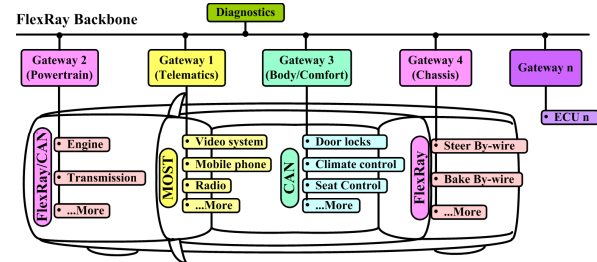 Diagnostics
FlexRay Backbone
Gateway 2
(Powertrain)
Gateway 1
(Telematics)
Gateway 3
(Body/Comfort)
Gateway 4
(Chassis)
Gateway n
ECU n
FlexRay/CAN
• Engine
• Transmission
• ...More
MOST
• Video system
• Mobile phone
• Radio
• ...More
CAN
• Door locks
• Climate control
• Seat Control
• ...More
FlexRay
• Steer By-wire
• Bake By-wire
• ...More